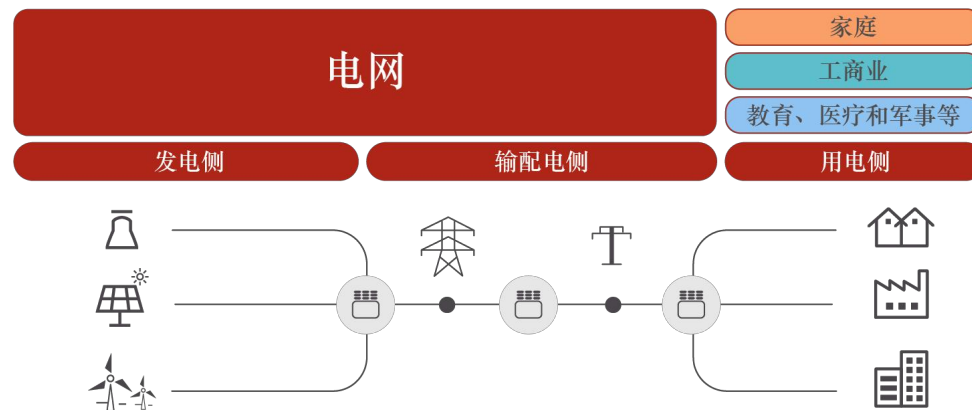 电网
家庭
工商业
教育、医疗和军事等
发电侧
输配电侧
用电侧